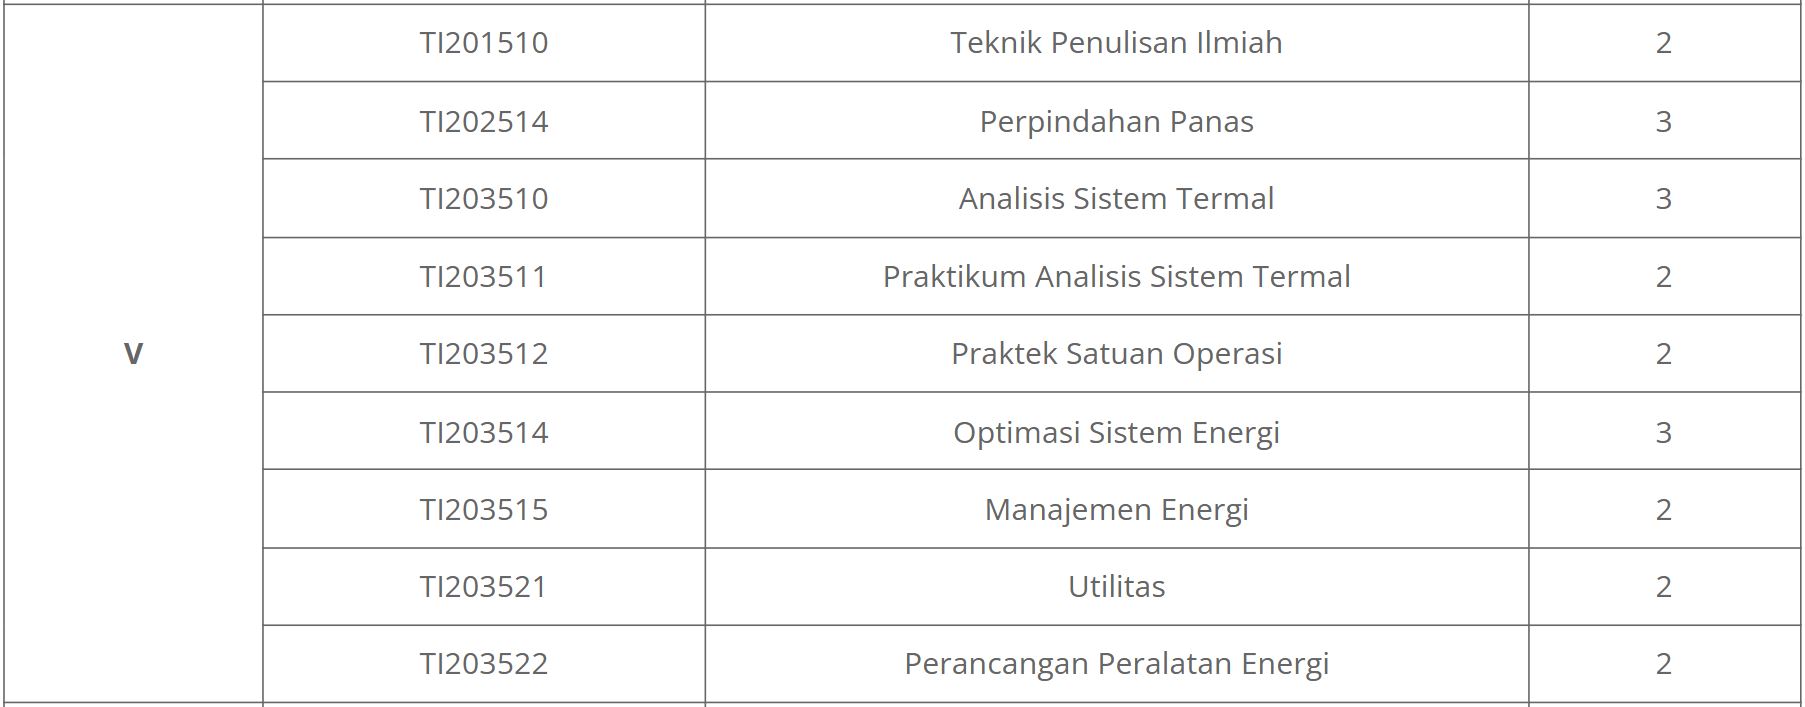 TI201510 Teknik Penulisan Ilmiah 2
TI202514 Perpindahan Panas 3
TI203510 Analisis Sistem Termal 3
TI203511 Praktikum Analisis Sistem Termal 2
V TI203512 Praktek Satuan Operasi 2
TI203514 Optimasi Sistem Energi 3
TI203515 Manajemen Energi 2
TI203521 Utilitas 2
TI203522 Perancangan Peralatan Energi 2